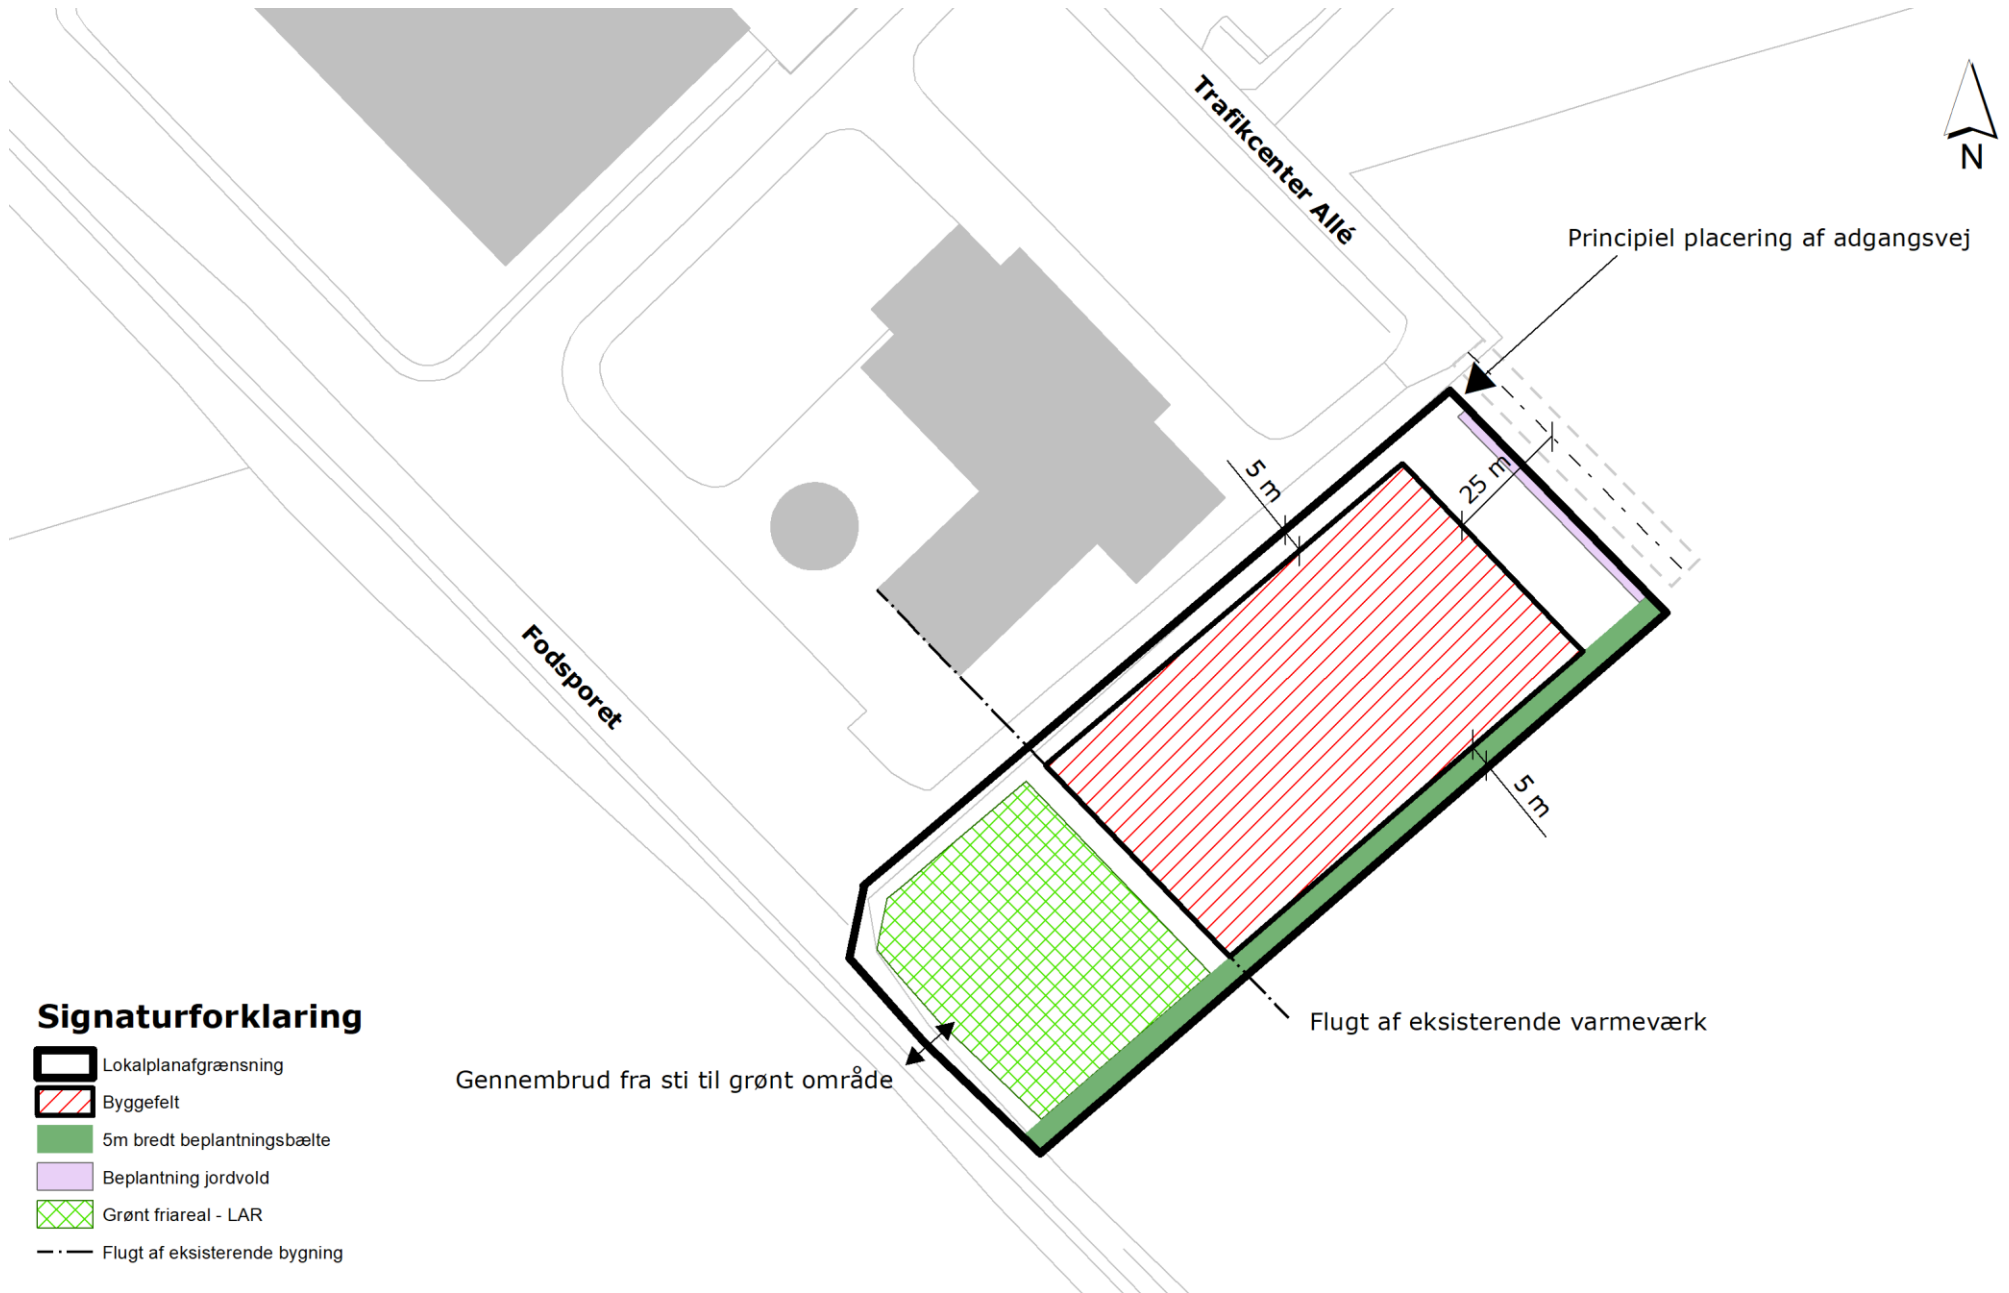 Trafikcenter Allé
N
Principiel placering af adgangsvej
5 m
25 m
Fodsporet
5 m
Flugt af eksisterende varmeværk
Gennembrud fra sti til grønt område
Signaturforklaring
Lokalplanafgrænsning
Byggefelt
5m bredt beplantningsbælte
Beplantning jordvold
Grønt friareal - LAR
Flugt af eksisterende bygning